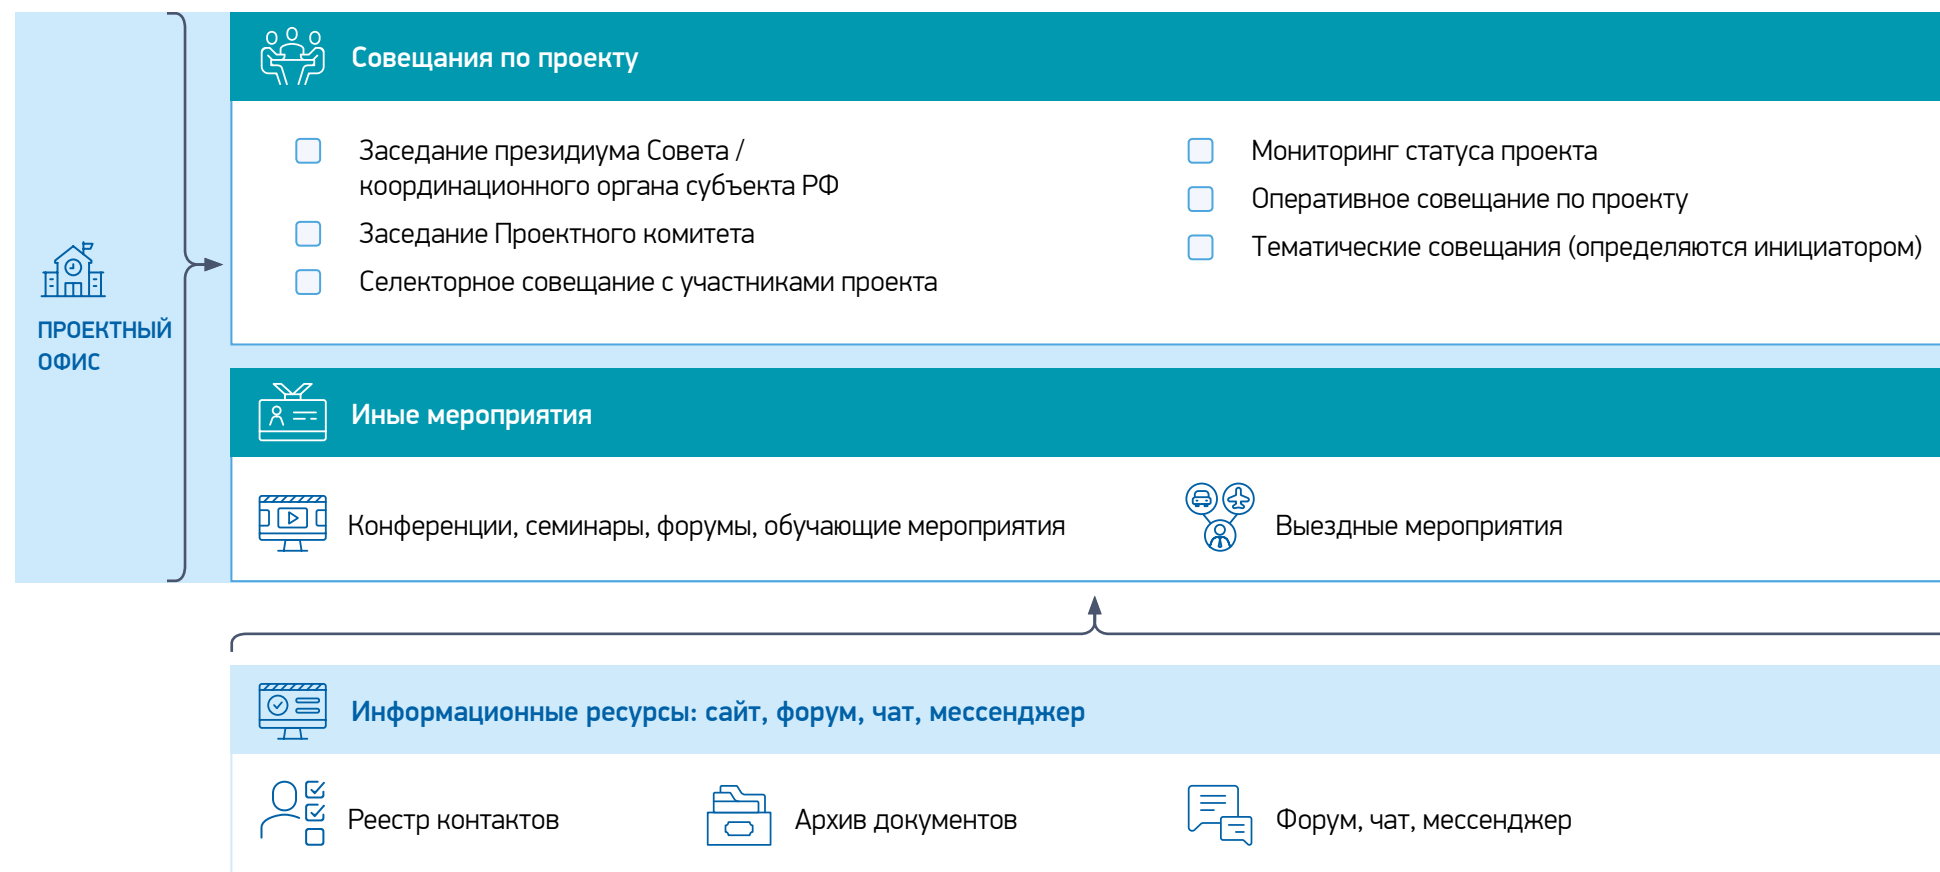 Совещания по проекту
Заседание президиума Совета /
координационного органа субъекта РФ
Заседание Проектного комитета
Селекторное совещание с участниками проекта
Мониторинг статуса проекта
Оперативное совещание по проекту
Тематические совещания (определяются инициатором)
ПРОЕКТНЫЙ
ОФИС
Иные мероприятия
Конференции, семинары, форумы, обучающие мероприятия
Выездные мероприятия
Информационные ресурсы: сайт, форум, чат, мессенджер
Реестр контактов
Архив документов
Форум, чат, мессенджер